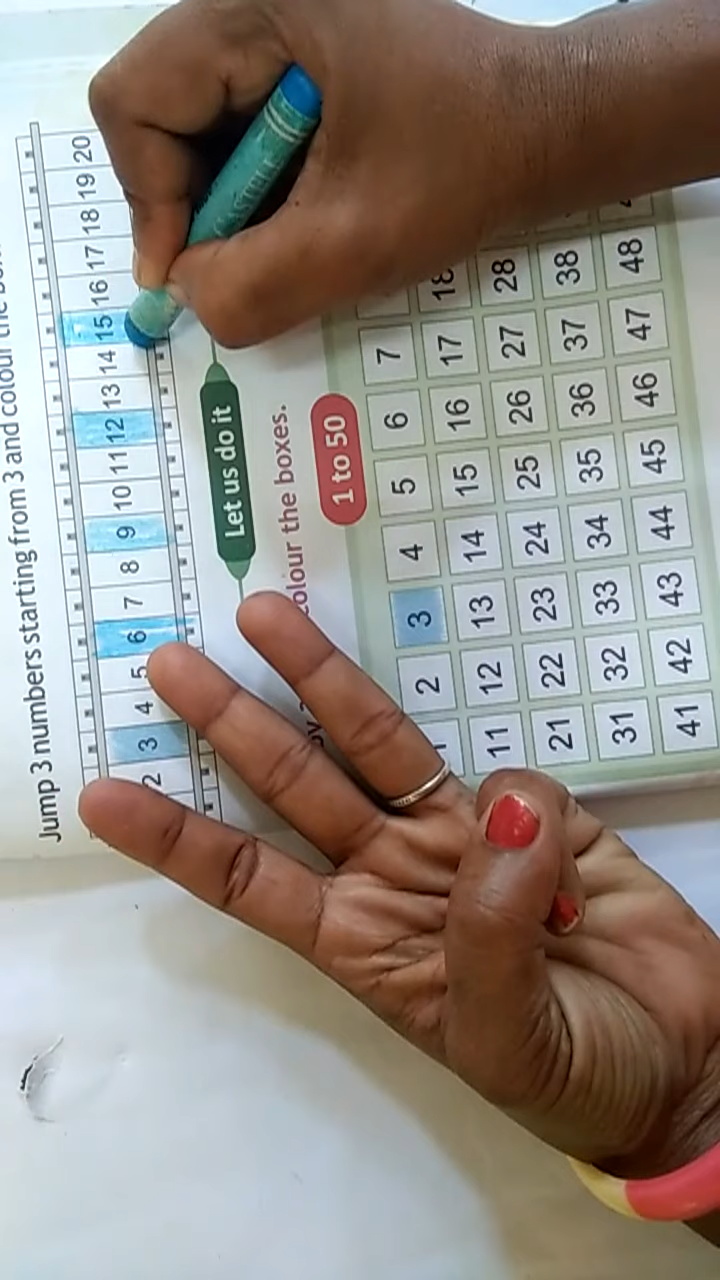 Jump 3 numbers starting from 3 and colour the
2 3 4 5 6 7 8 9 10 11 12 13 14 15 16 17 18 19 20
Let us do it
colour the boxes.
1 to 50
2 3 4 5 6 7
11 12 13 14 15 16 17 18
21 22 23 24 25 26 27 28
31 32 33 34 35 36 37 38
41 42 43 44 45 46 47 48